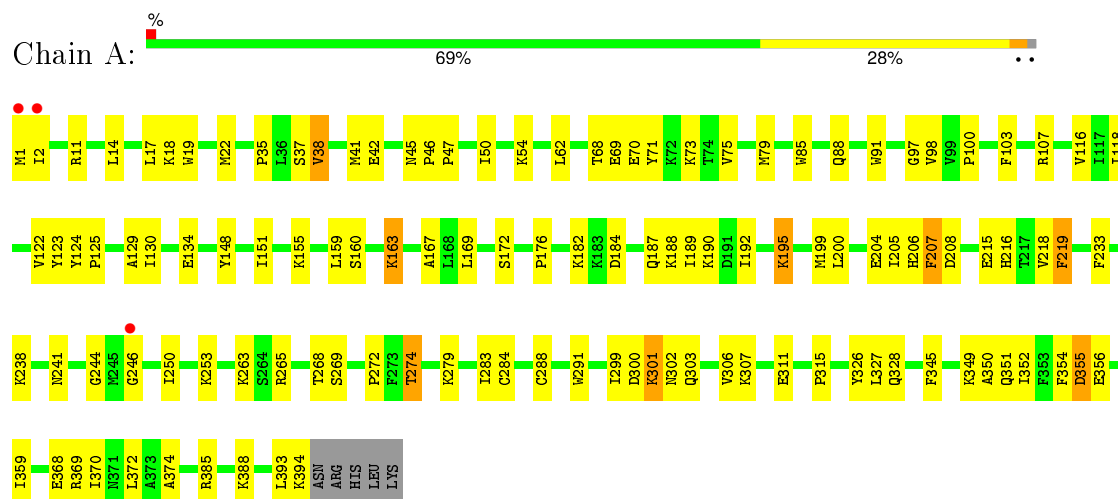 %
Chain A:
69% 28% • •
M1 I2 R11 L14 L17 K18 W19 M22 P35 L36 S37 V38 M41 E42 N45 P46 P47 I50 K54 L62 T68 E69 E70 Y71 K72 K73 T74 V75 M79 W85 Q88 W91 G97 V98 V99 P100 F103 R107 V116 I117 I118
V122 Y123 Y124 P125 A129 I130 E134 Y148 I151 K155 L159 S160 K163 A167 L168 L169 S172 P176 K182 K183 D184 Q187 K188 I189 K190 D191 I192 K195 M199 L200 E204 I205 H206 F207 D208 E215 H216 T217 V218 F219 F233
K238 N241 G244 M245 G246 I250 K253 K263 S264 R265 T268 S269 P272 F273 T274 K279 I283 C284 C288 W291 I299 D300 K301 N302 Q303 V306 K307 E311 P315 Y326 L327 Q328 F345 K349 A350 Q351 I352 F353 F354 D355 E356
I359 E368 R369 I370 N371 L372 A373 A374 R385 K388 L393 K394 ASN ARG HIS LEU LYS